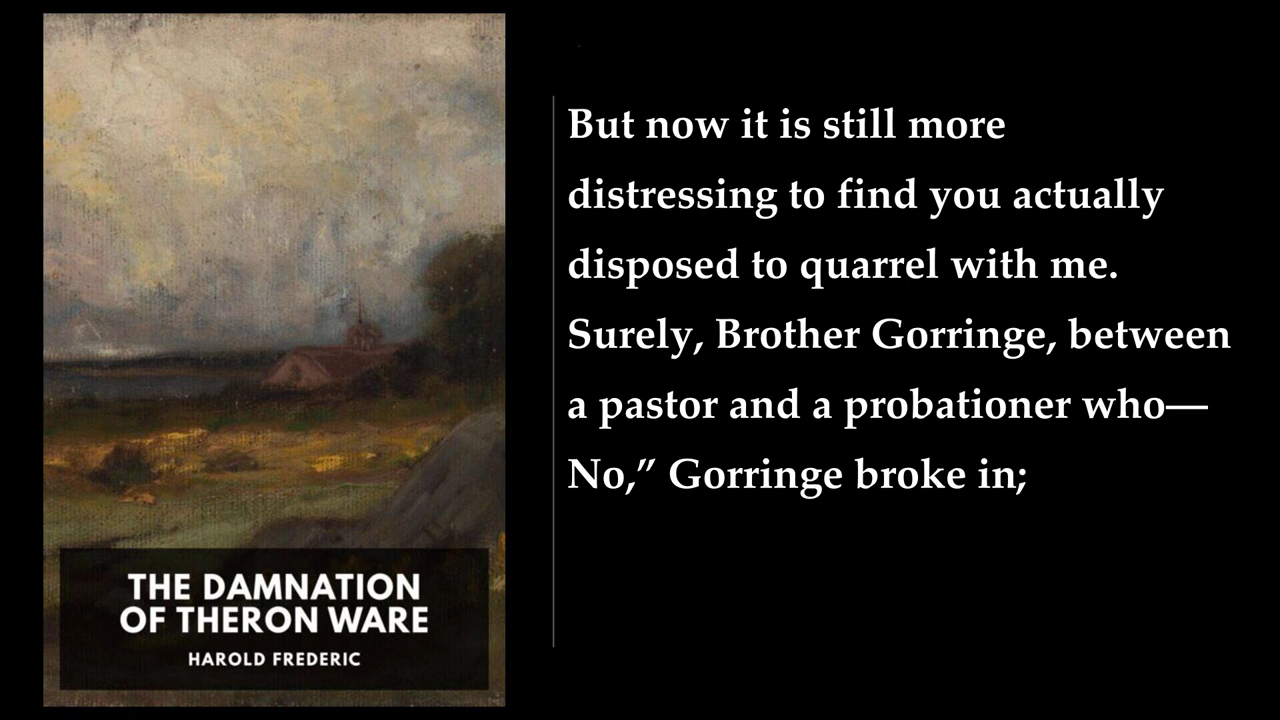 But now it is still more
distressing to find you actually
disposed to quarrel with me.
Surely, Brother Gorringe, between
a pastor and a probationer who—
No,” Gorringe broke in;
THE DAMNATION
OF THERON WARE
HAROLD FREDERIC